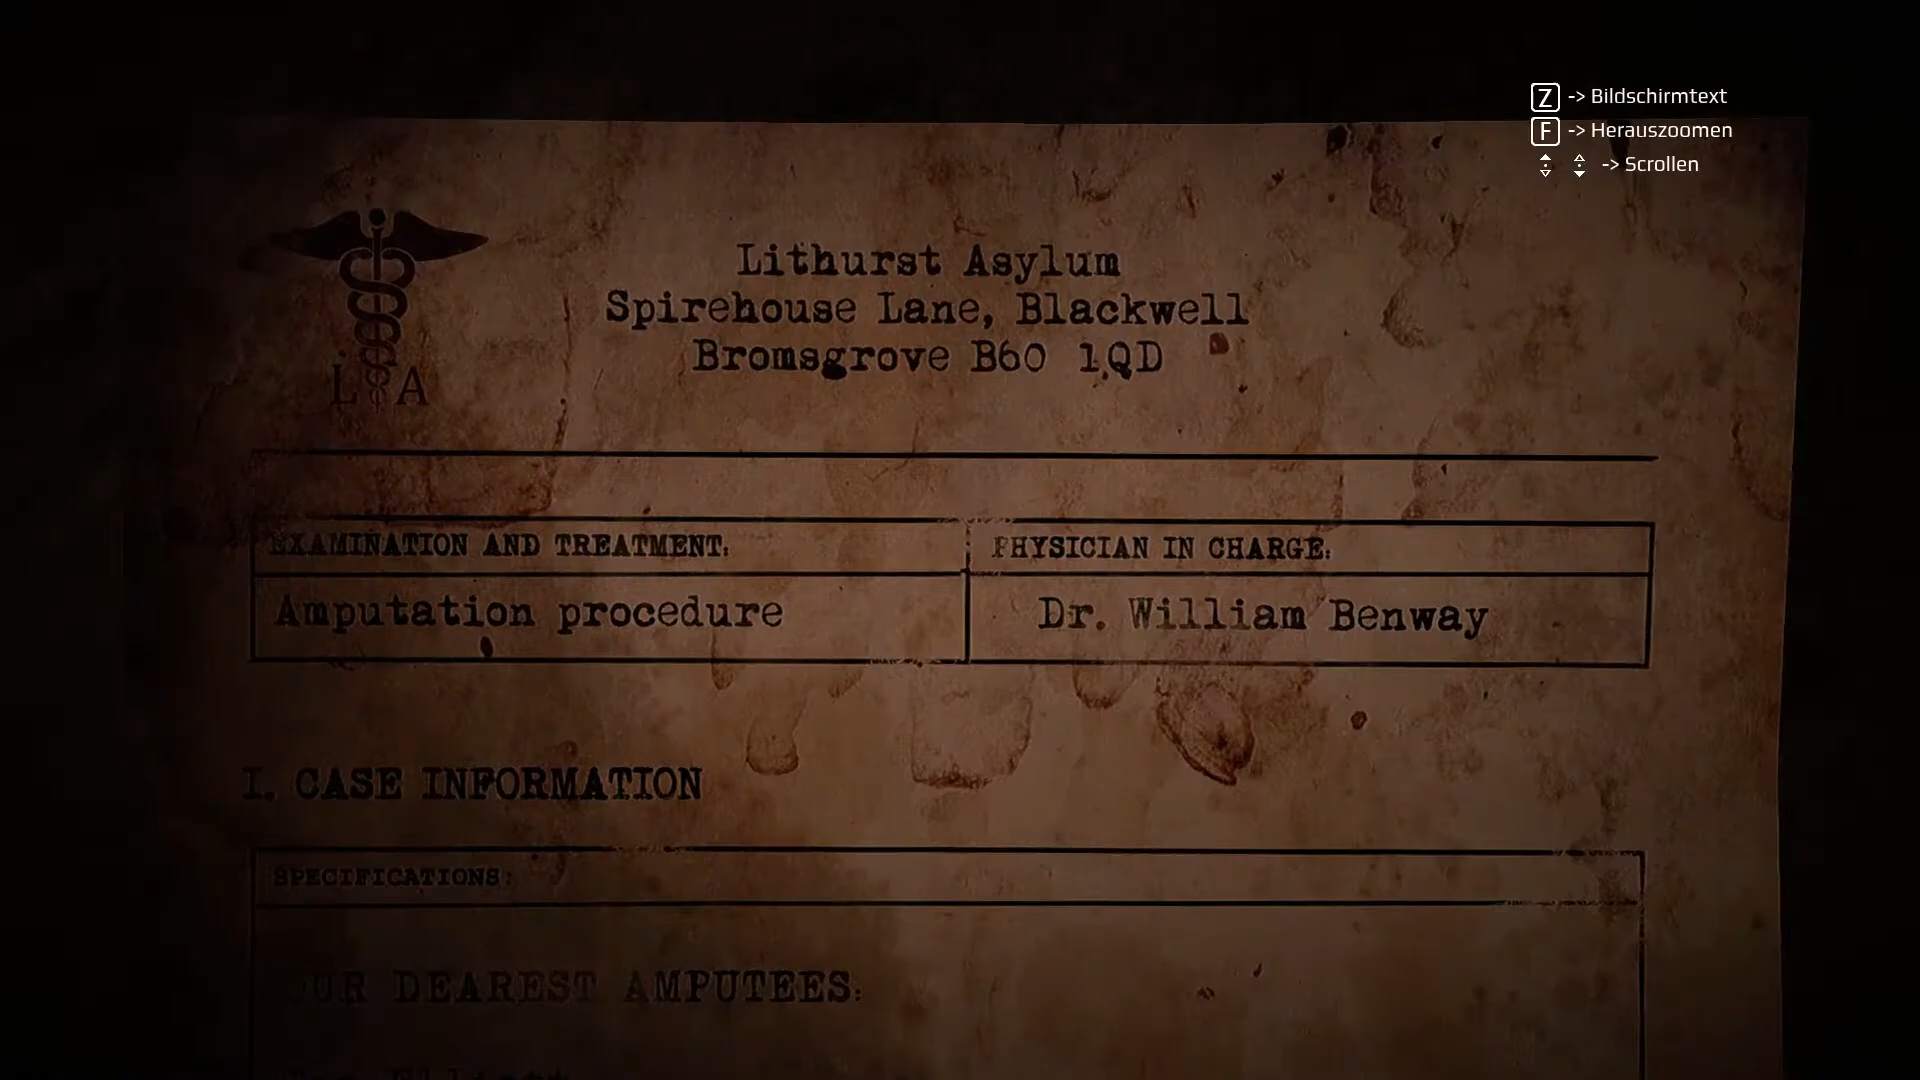 Z -> Bildschirmtext
F -> Herauszoomen
-> Scrollen
L A
Lithurst Asylum
Spirehouse Lane, Blackwell
Bromsgrove B60 1QD
EXAMINATION AND TREATMENT:
PHYSICIAN IN CHARGE:
Amputation procedure
Dr. William Benway
I. CASE INFORMATION
SPECIFICATIONS:
OUR DEAREST AMPUTEES: